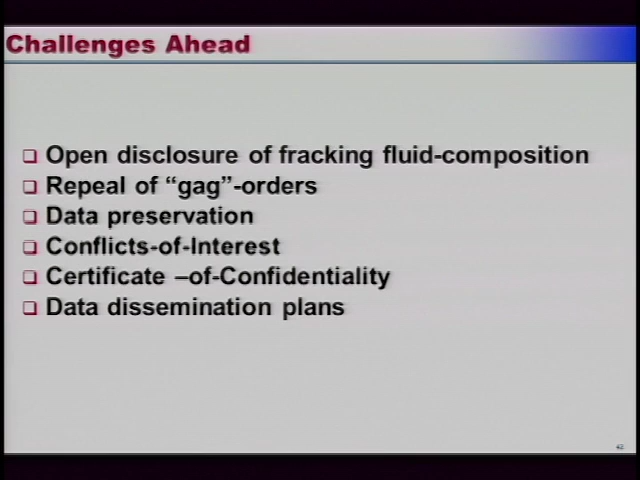 Challenges Ahead
Open disclosure of fracking fluid-composition
Repeal of “gag”-orders
Data preservation
Conflicts-of-Interest
Certificate –of-Confidentiality
Data dissemination plans
42